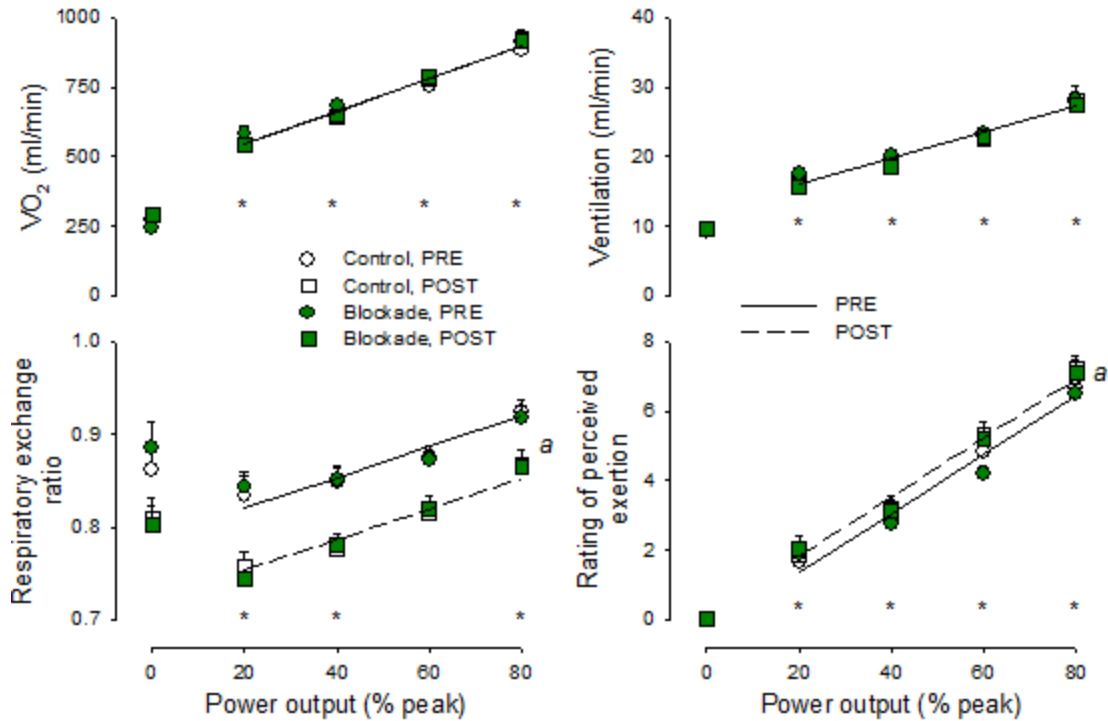 1000
750
500
250
0
VO2 (ml/min)
* * * *
40
30
20
10
0
Ventilation (ml/min)
* * * *
Control, PRE
Control, POST
Blockade, PRE
Blockade, POST
PRE
POST
1.0
0.9
0.8
0.7
Respiratory exchange
ratio
a
* * *
0 20 40 60 80
Power output (% peak)
8
6
4
2
0
Rating of perceived
exertion
a
* * * *
0 20 40 60 80
Power output (% peak)